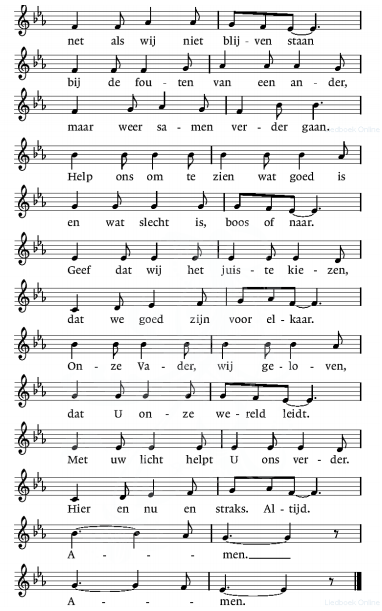 net als wij niet blij - ven staan
bij de fou - ten van een an - der,
maar weer sa - men ver - der gaan.
Liedboek Online
Help ons om te zien wat goed is
en wat slecht is, boos of naar.
Geef dat wij het juis - te kie - zen,
dat we goed zijn voor el - kaar.
On - ze Va - der, wij ge - lo - ven,
dat U on - ze we - reld leidt.
Met uw licht helpt U ons ver - der.
Hier en nu en straks. Al - tijd.
A - - - - men.
A - - - - men.
Liedboek Online